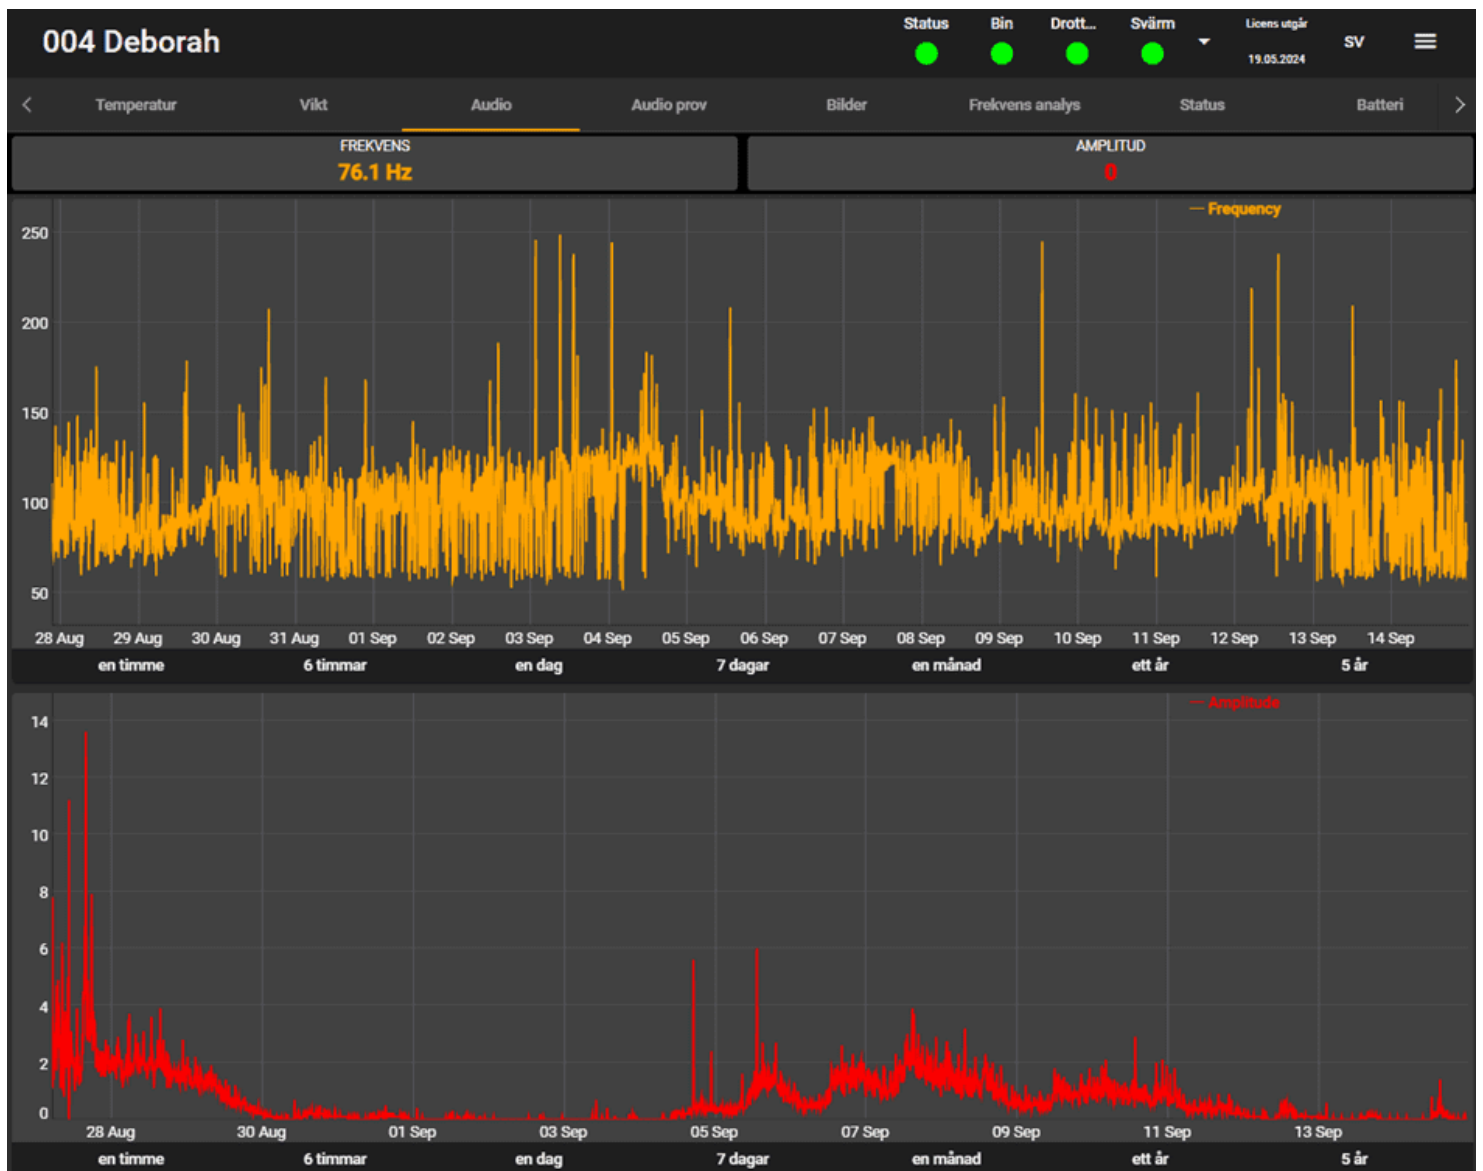 004 Deborah
Status Bin Drott... Svärm Licens utgår 19.05.2024 SV
Temperatur Vikt Audio Audio prov Bilder Frekvens analys Status Batteri
FREKVENS
76.1 Hz
AMPLITUD
0
Frequency
250
200
150
100
50
28 Aug 29 Aug 30 Aug 31 Aug 01 Sep 02 Sep 03 Sep 04 Sep 05 Sep 06 Sep 07 Sep 08 Sep 09 Sep 10 Sep 11 Sep 12 Sep 13 Sep 14 Sep
en timme 6 timmar en dag 7 dagar en månad ett år 5 år
Amplitude
14
12
10
8
6
4
2
0
28 Aug 30 Aug 01 Sep 03 Sep 05 Sep 07 Sep 09 Sep 11 Sep 13 Sep
en timme 6 timmar en dag 7 dagar en månad ett år 5 år